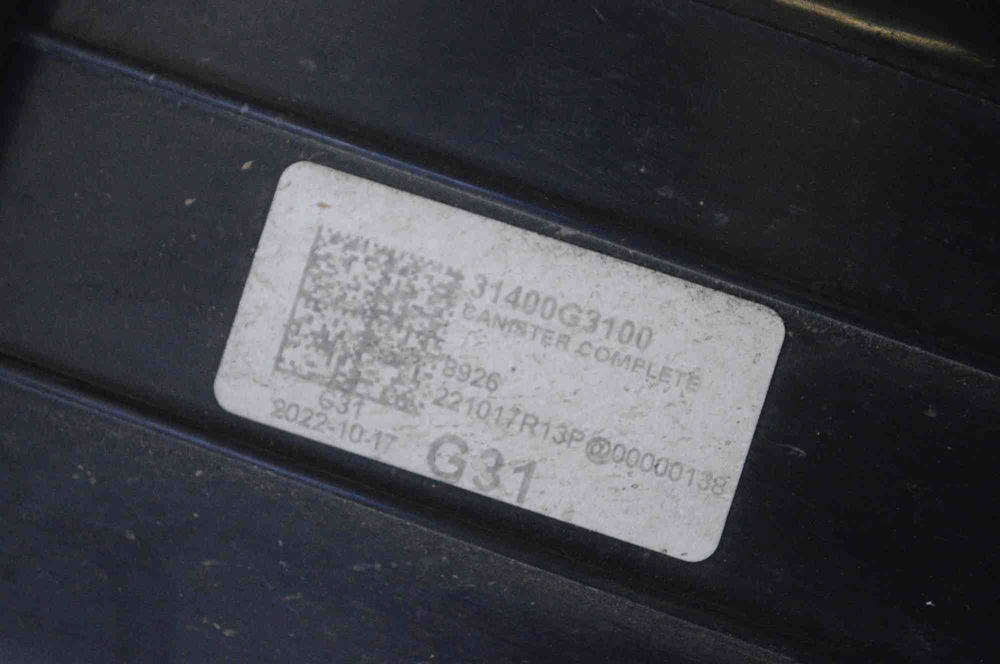 31400G3100
CANISTER COMPLETE
8926
221017R13P@00000138
G31
2022-10-17
G31